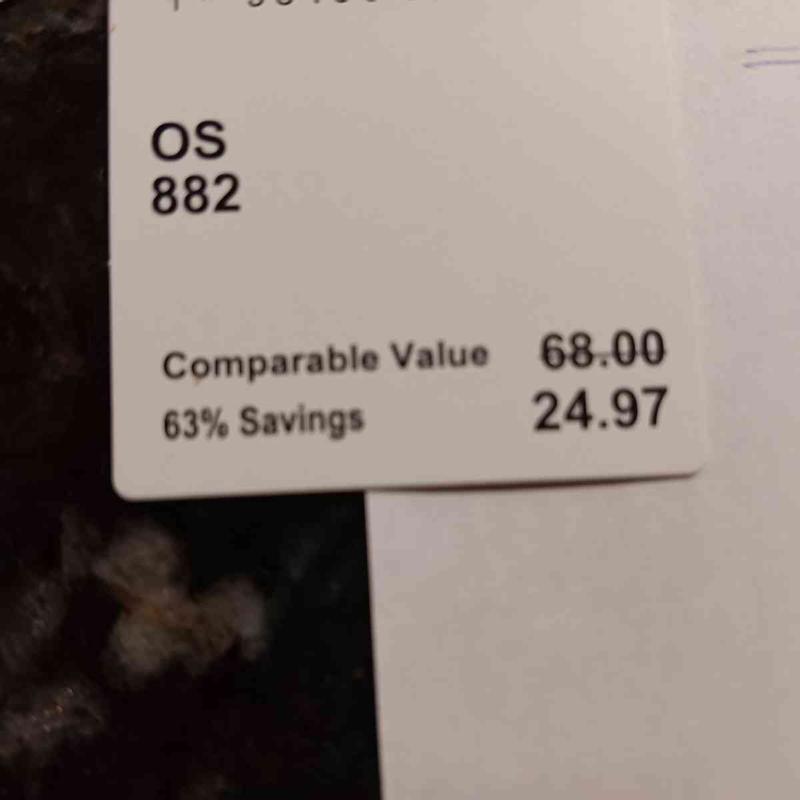 OS
882
Comparable Value 68.00
63% Savings 24.97